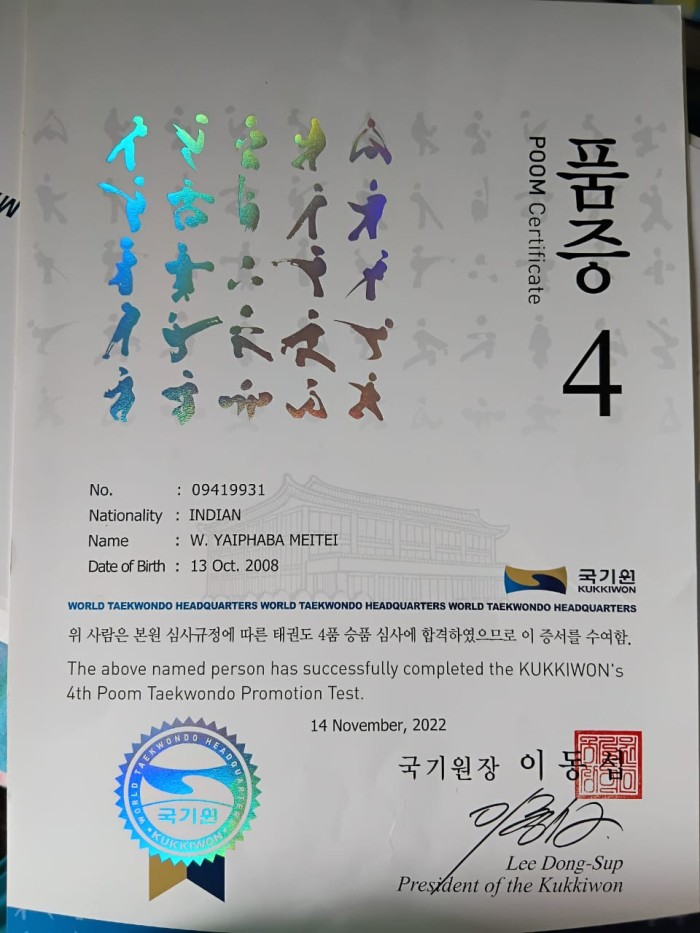 품증
POOM Certificate
4
No. : 09419931
Nationality : INDIAN
Name : W. YAIPHABA MEITEI
Date of Birth : 13 Oct. 2008
국기원
KUKKIWON
WORLD TAEKWONDO HEADQUARTERS WORLD TAEKWONDO HEADQUARTERS WORLD TAEKWONDO HEADQUARTERS
위 사람은 본원 심사규정에 따른 태권도 4품 승품 심사에 합격하였으므로 이 증서를 수여함.
The above named person has successfully completed the KUKKIWON's
4th Poom Taekwondo Promotion Test.
14 November, 2022
국기원장 이동섭
WORLD TAEKWONDO HEADQUARTERS
국기원
KUKKIWON
Lee Dong-Sup
President of the Kukkiwon